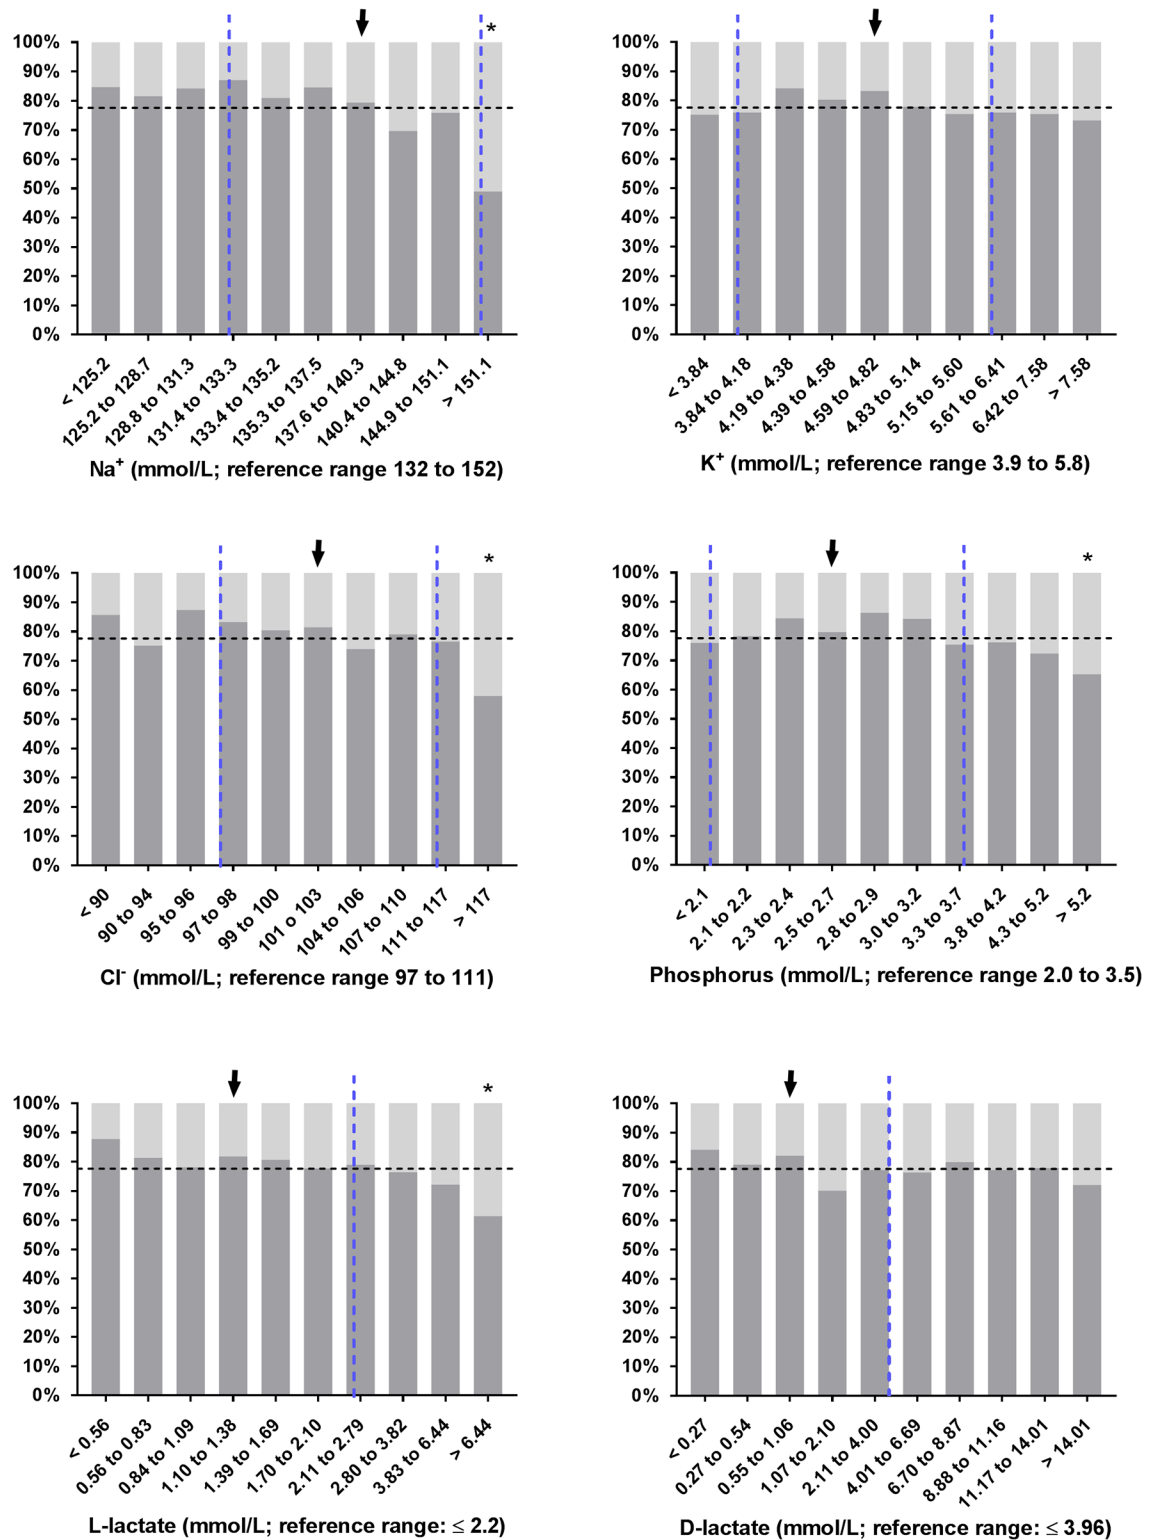 *
100% 90% 80% 70% 60% 50% 40% 30% 20% 10% 0%
< 125.2
125.2 to 128.7
128.8 to 131.3
131.4 to 133.3
133.4 to 135.2
135.3 to 137.5
137.6 to 140.3
140.4 to 144.8
144.9 to 151.1
> 151.1
Na+ (mmol/L; reference range 132 to 152)
100% 90% 80% 70% 60% 50% 40% 30% 20% 10% 0%
< 3.84
3.84 to 4.18
4.19 to 4.38
4.39 to 4.58
4.59 to 4.82
4.83 to 5.14
5.15 to 5.60
5.61 to 6.41
6.42 to 7.58
> 7.58
K+ (mmol/L; reference range 3.9 to 5.8)
*
100% 90% 80% 70% 60% 50% 40% 30% 20% 10% 0%
< 90
90 to 94
95 to 96
97 to 98
99 to 100
101 o 103
104 to 106
107 to 110
111 to 117
> 117
Cl- (mmol/L; reference range 97 to 111)
*
100% 90% 80% 70% 60% 50% 40% 30% 20% 10% 0%
< 2.1
2.1 to 2.2
2.3 to 2.4
2.5 to 2.7
2.8 to 2.9
3.0 to 3.2
3.3 to 3.7
3.8 to 4.2
4.3 to 5.2
> 5.2
Phosphorus (mmol/L; reference range 2.0 to 3.5)
*
100% 90% 80% 70% 60% 50% 40% 30% 20% 10% 0%
< 0.56
0.56 to 0.83
0.84 to 1.09
1.10 to 1.38
1.39 to 1.69
1.70 to 2.10
2.11 to 2.79
2.80 to 3.82
3.83 to 6.44
> 6.44
L-lactate (mmol/L; reference range: ≤ 2.2)
100% 90% 80% 70% 60% 50% 40% 30% 20% 10% 0%
< 0.27
0.27 to 0.54
0.55 to 1.06
1.07 to 2.10
2.11 to 4.00
4.01 to 6.69
6.70 to 8.87
8.88 to 11.16
11.17 to 14.01
> 14.01
D-lactate (mmol/L; reference range: ≤ 3.96)